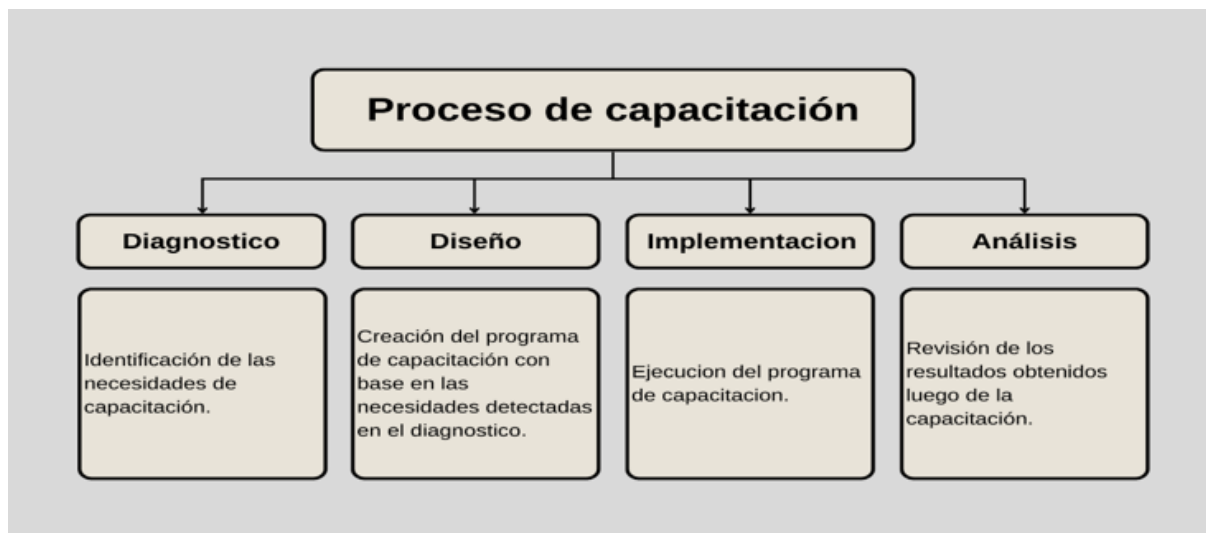 Proceso de capacitación
Diagnostico
Diseño
Implementacion
Análisis
Identificación de las
necesidades de
capacitación.
Creación del programa
de capacitación con
base en las
necesidades detectadas
en el diagnostico.
Ejecucion del programa
de capacitacion.
Revisión de los
resultados obtenidos
luego de la
capacitación.